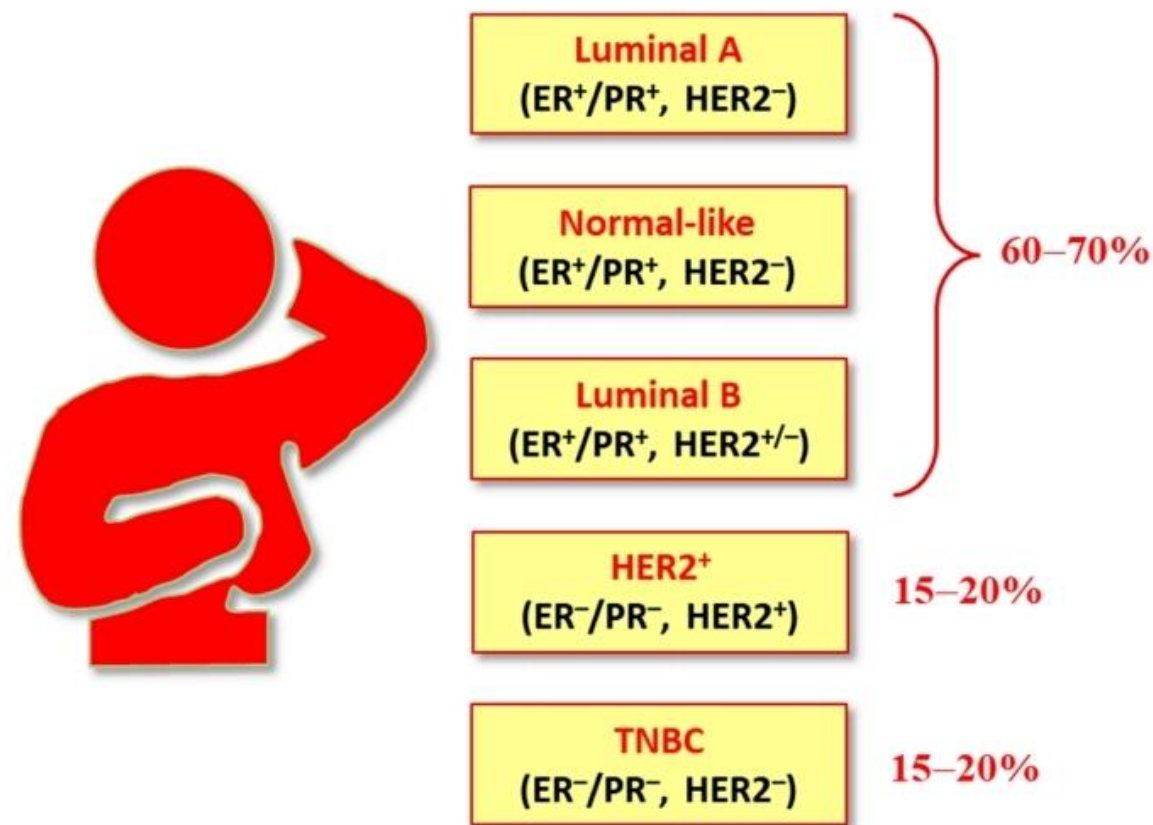 Luminal A
(ER⁺/PR⁺, HER2⁻)
Normal-like
(ER⁺/PR⁺, HER2⁻)
60–70%
Luminal B
(ER⁺/PR⁺, HER2⁺/⁻)
HER2⁺
(ER⁻/PR⁻, HER2⁺)
15–20%
TNBC
(ER⁻/PR⁻, HER2⁻)
15–20%